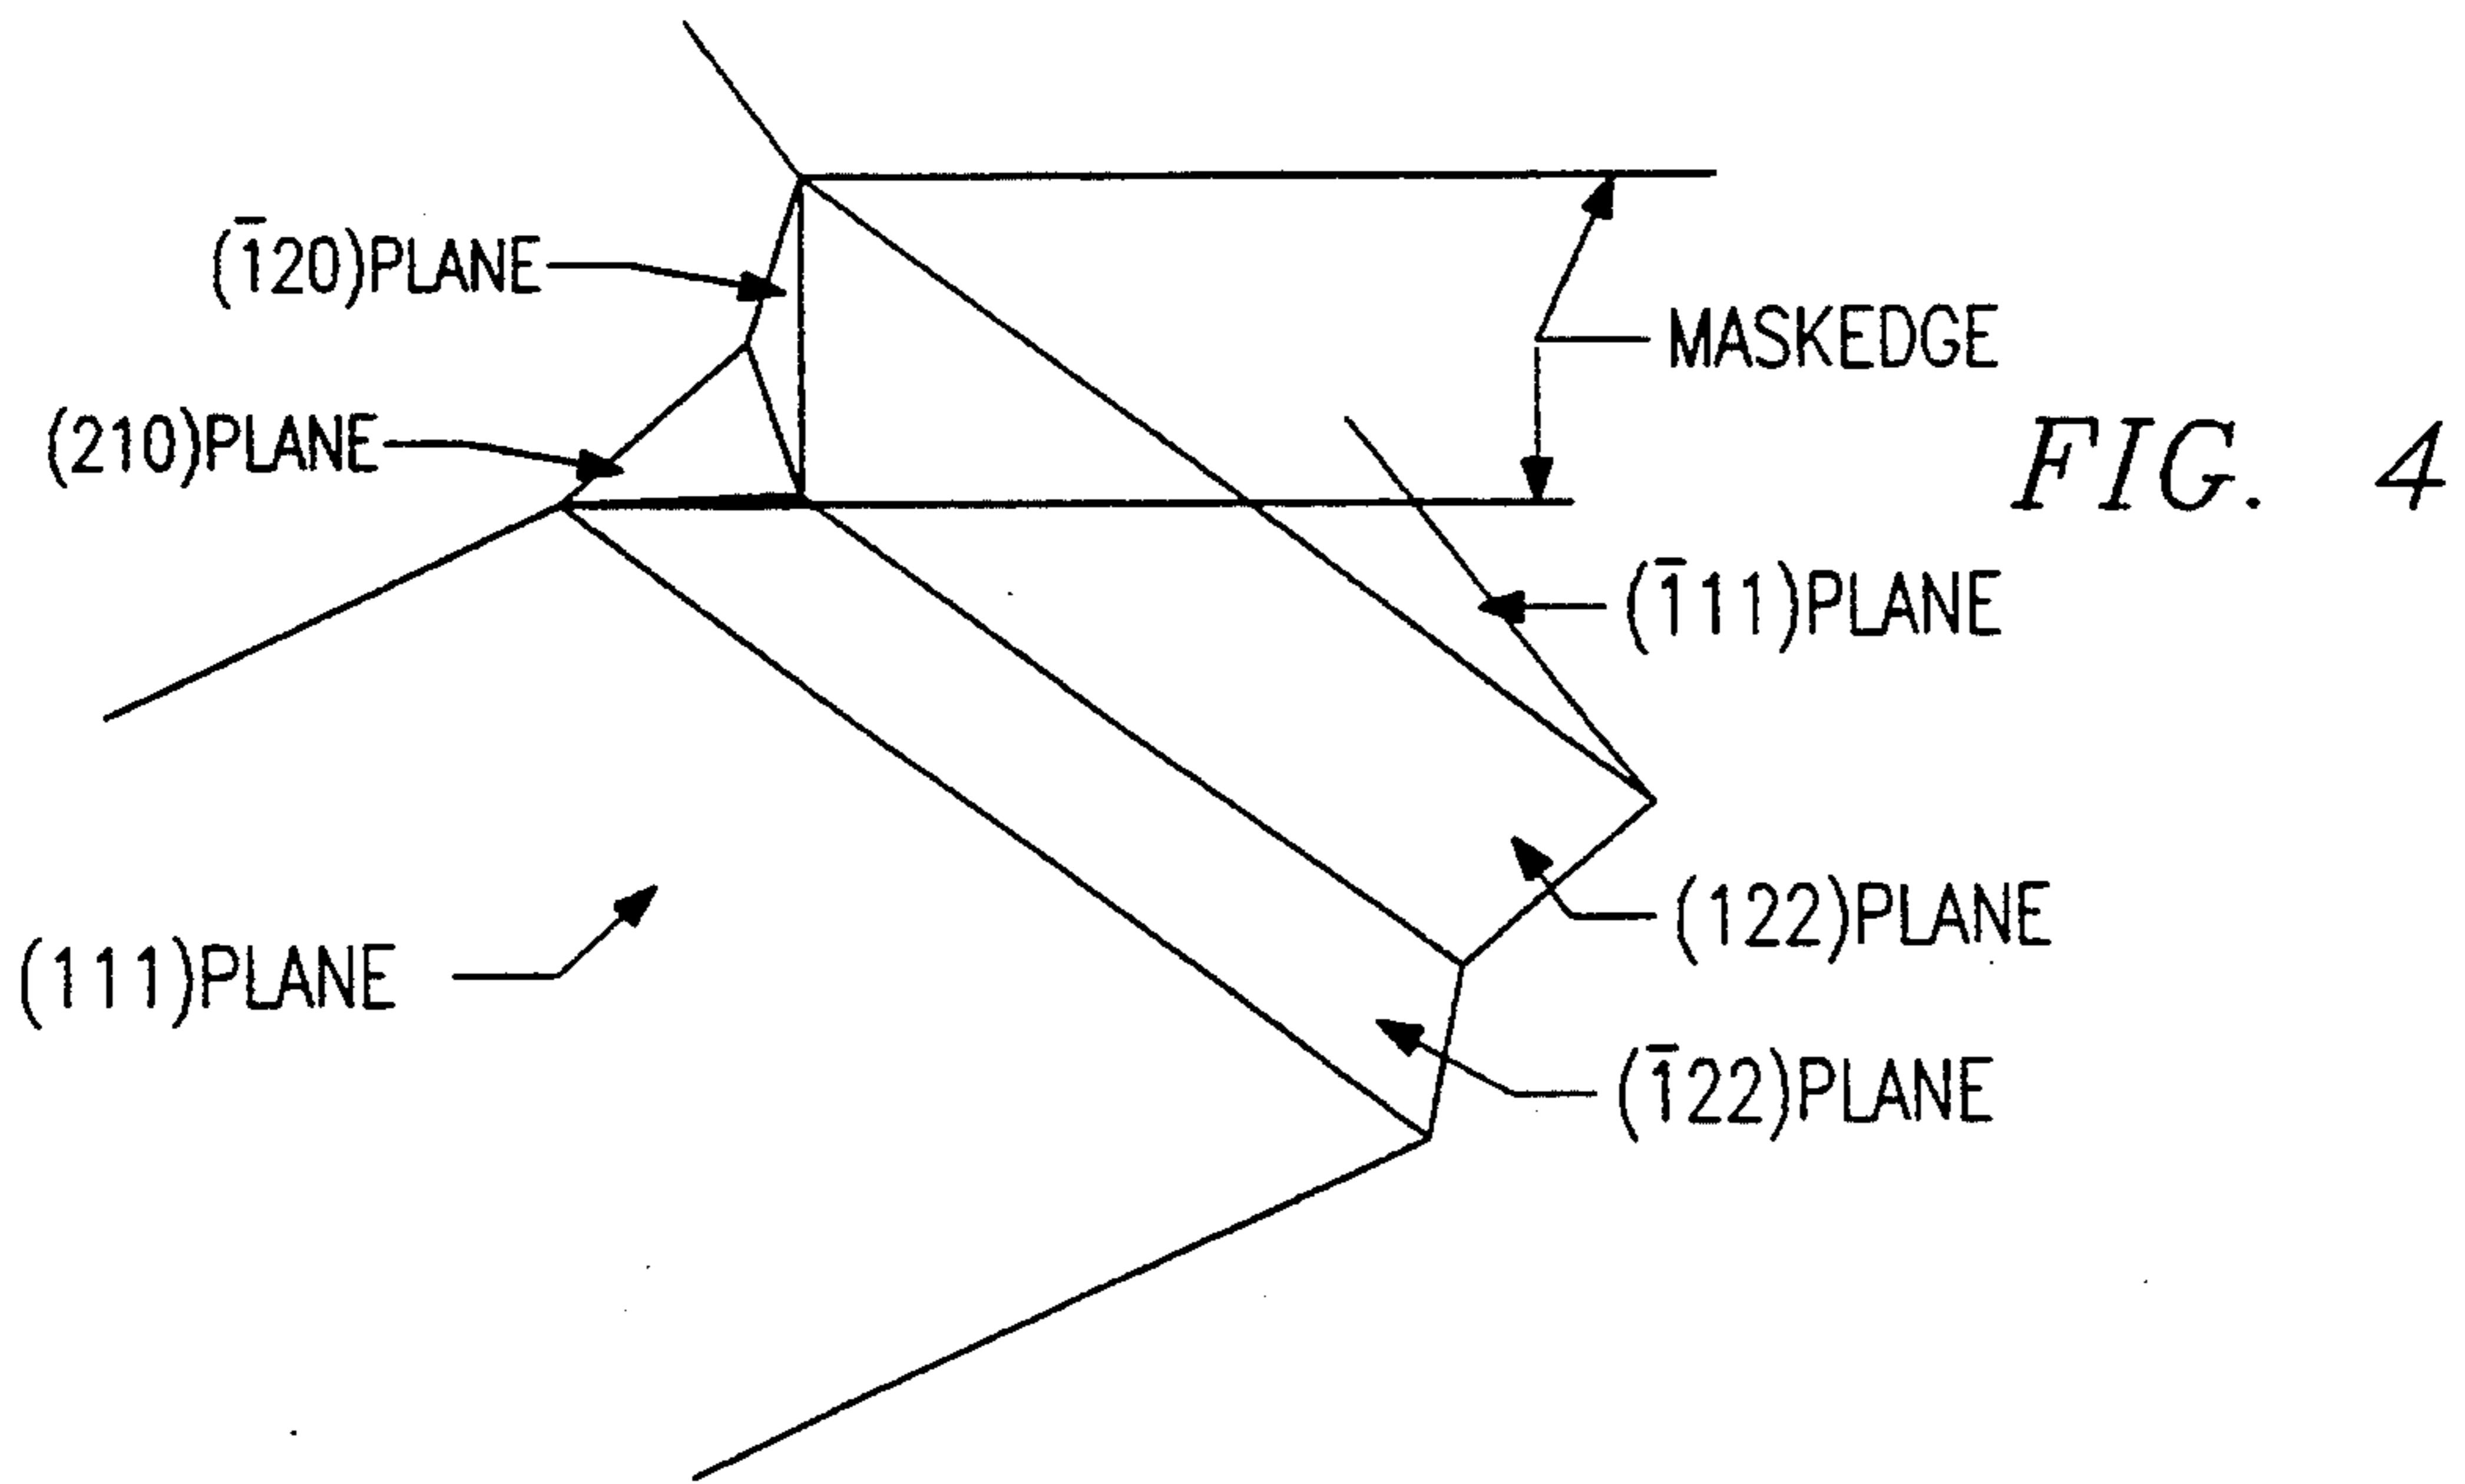 (1̅20)PLANE
(210)PLANE
MASKEDGE
FIG. 4
(1̅11)PLANE
(122)PLANE
(111)PLANE
(1̅22)PLANE